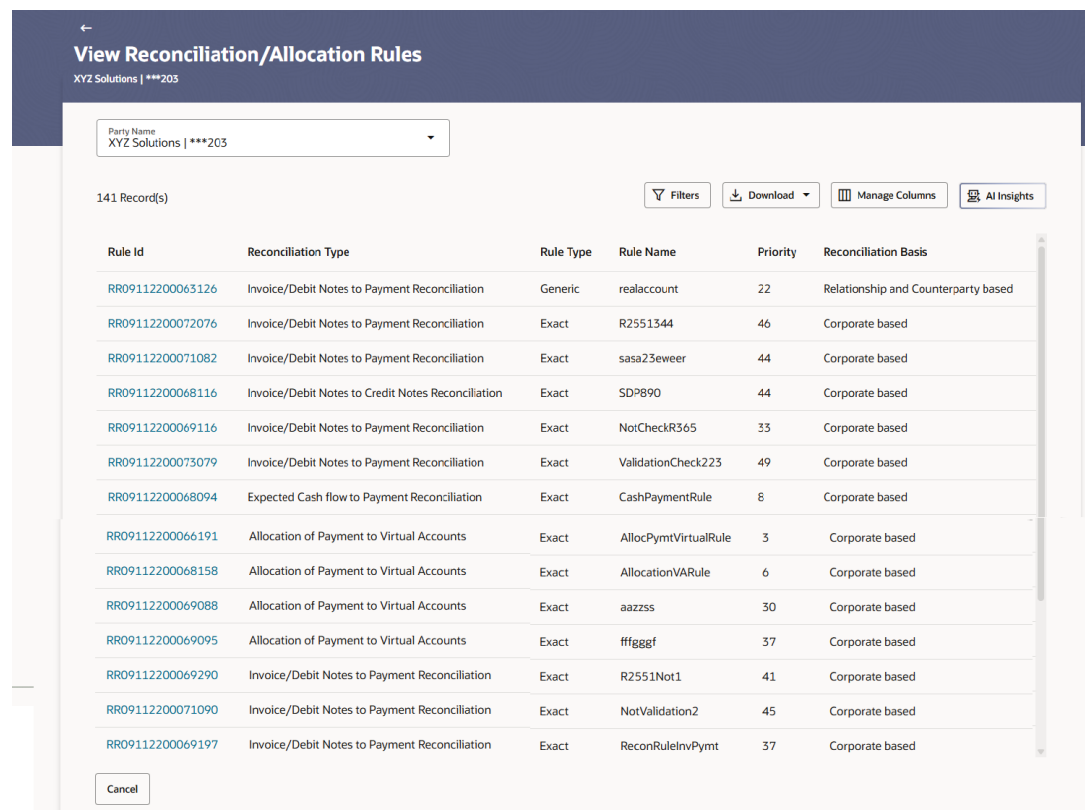 ←
View Reconciliation/Allocation Rules
XYZ Solutions | ***203
Party Name
XYZ Solutions | ***203
141 Record(s)
Filters Download Manage Columns AI Insights
Rule Id Reconciliation Type Rule Type Rule Name Priority Reconciliation Basis
RR09112200063126 Invoice/Debit Notes to Payment Reconciliation Generic realaccount 22 Relationship and Counterparty based
RR09112200072076 Invoice/Debit Notes to Payment Reconciliation Exact R2551344 46 Corporate based
RR09112200071082 Invoice/Debit Notes to Payment Reconciliation Exact sasa23eweer 44 Corporate based
RR09112200068116 Invoice/Debit Notes to Credit Notes Reconciliation Exact SDP890 44 Corporate based
RR09112200069116 Invoice/Debit Notes to Payment Reconciliation Exact NotCheckR365 33 Corporate based
RR09112200073079 Invoice/Debit Notes to Payment Reconciliation Exact ValidationCheck223 49 Corporate based
RR09112200068094 Expected Cash flow to Payment Reconciliation Exact CashPaymentRule 8 Corporate based
RR09112200066191 Allocation of Payment to Virtual Accounts Exact AllocPymtVirtualRule 3 Corporate based
RR09112200068158 Allocation of Payment to Virtual Accounts Exact AllocationVARule 6 Corporate based
RR09112200069088 Allocation of Payment to Virtual Accounts Exact aazzss 30 Corporate based
RR09112200069095 Allocation of Payment to Virtual Accounts Exact fffgggf 37 Corporate based
RR09112200069290 Invoice/Debit Notes to Payment Reconciliation Exact R2551Not1 41 Corporate based
RR09112200071090 Invoice/Debit Notes to Payment Reconciliation Exact NotValidation2 45 Corporate based
RR09112200069197 Invoice/Debit Notes to Payment Reconciliation Exact ReconRuleInvPymt 37 Corporate based
Cancel